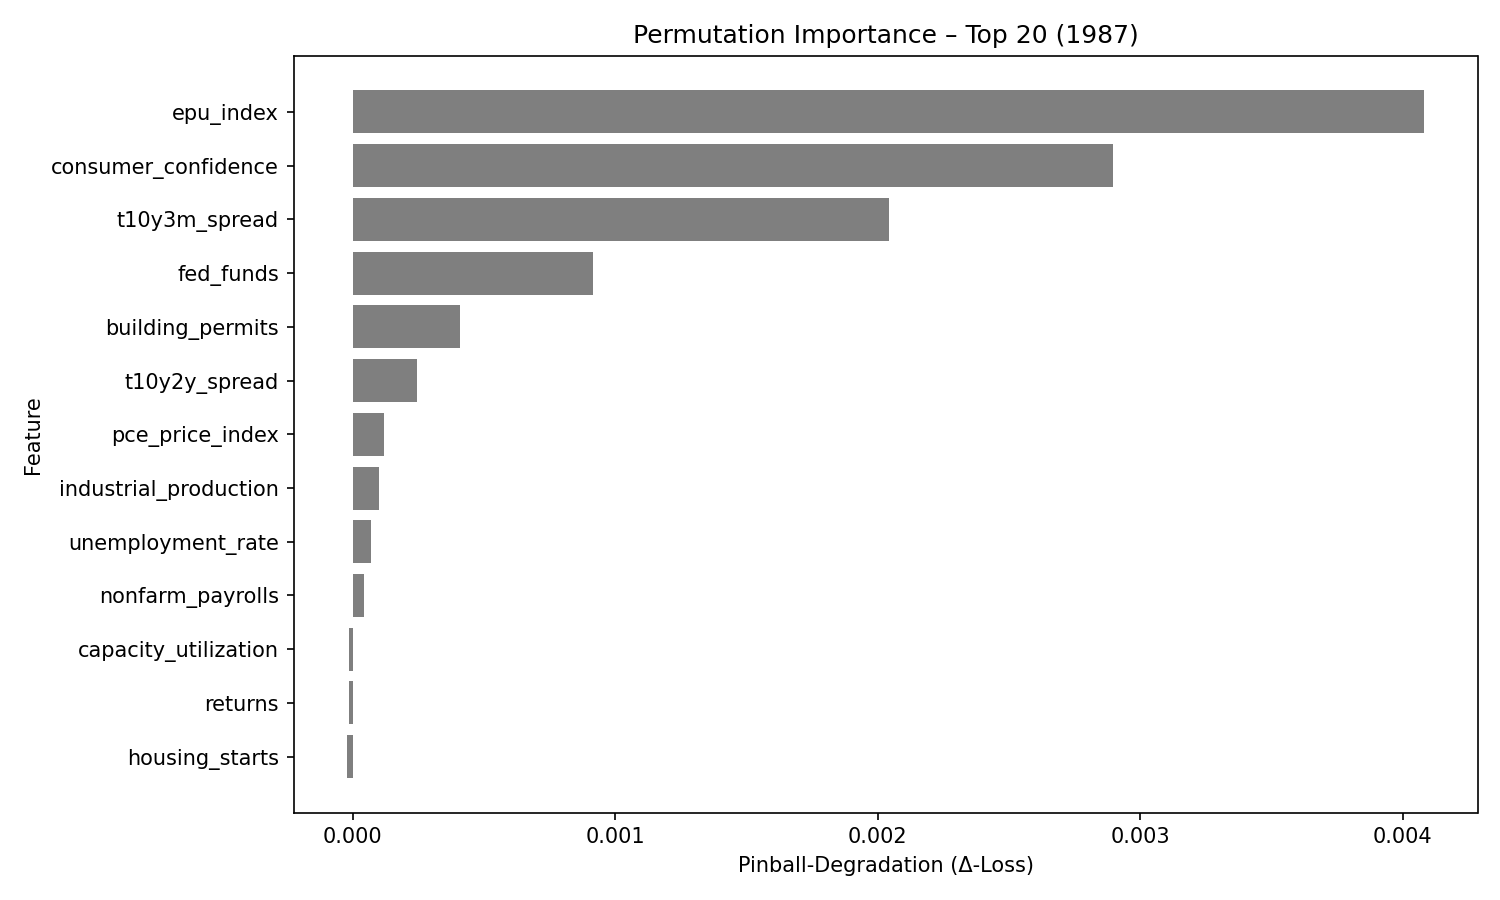 Permutation Importance – Top 20 (1987)
epu_index
consumer_confidence
t10y3m_spread
fed_funds
building_permits
t10y2y_spread
pce_price_index
industrial_production
unemployment_rate
nonfarm_payrolls
capacity_utilization
returns
housing_starts
Feature
0.000 0.001 0.002 0.003 0.004
Pinball-Degradation (Δ-Loss)